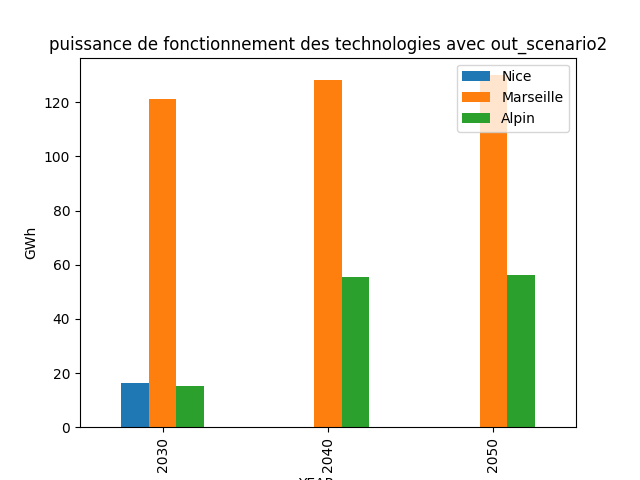 puissance de fonctionnement des technologies avec out_scenario2
Nice
Marseille
Alpin
GWh
120
100
80
60
40
20
0
2030
2040
2050
YEAR